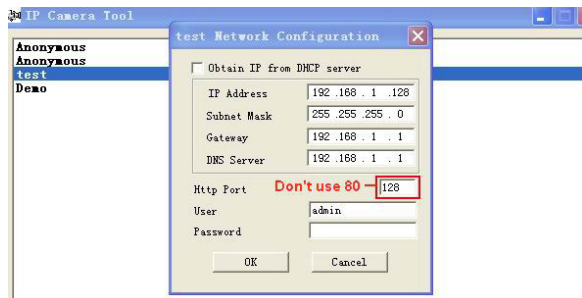 IP Camera Tool
Anonymous
Anonymous
test
Demo
test Network Configuration
Obtain IP from DHCP server
IP Address 192 .168 . 1 .128
Subnet Mask 255 .255 .255 . 0
Gateway 192 .168 . 1 . 1
DNS Server 192 .168 . 1 . 1
Http Port Don't use 80 128
User admin
Password
OK Cancel